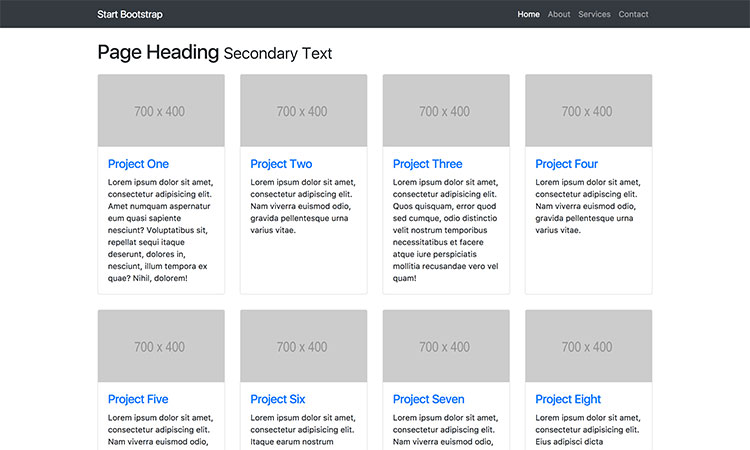 Start Bootstrap
Home About Services Contact
Page Heading Secondary Text
700 x 400
700 x 400
700 x 400
700 x 400
Project One
Lorem ipsum dolor sit amet,
consectetur adipisicing elit.
Amet numquam aspernatur
eum quasi sapiente
nesciunt? Voluptatibus sit,
repellat sequi itaque
deserunt, dolores in,
nesciunt, illum tempora ex
quae? Nihil, dolorem!
Project Two
Lorem ipsum dolor sit amet,
consectetur adipiscing elit.
Nam viverra euismod odio,
gravida pellentesque urna
varius vitae.
Project Three
Lorem ipsum dolor sit amet,
consectetur adipisicing elit.
Quos quisquam, error quod
sed cumque, odio distinctio
velit nostrum temporibus
necessitatibus et facere
atque iure perspiciatis
mollitia recusandae vero vel
quam!
Project Four
Lorem ipsum dolor sit amet,
consectetur adipiscing elit.
Nam viverra euismod odio,
gravida pellentesque urna
varius vitae.
700 x 400
700 x 400
700 x 400
700 x 400
Project Five
Lorem ipsum dolor sit amet,
consectetur adipiscing elit.
Nam viverra euismod odio,
Project Six
Lorem ipsum dolor sit amet,
consectetur adipisicing elit.
Itaque earum nostrum
Project Seven
Lorem ipsum dolor sit amet,
consectetur adipiscing elit.
Nam viverra euismod odio,
Project Eight
Lorem ipsum dolor sit amet,
consectetur adipisicing elit.
Eius adipisci dicta